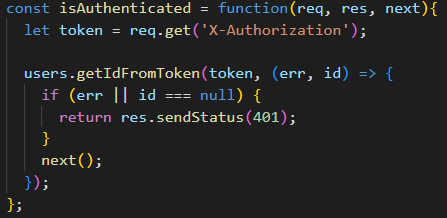 const isAuthenticated = function(req, res, next){
  let token = req.get('X-Authorization');

  users.getIdFromToken(token, (err, id) => {
    if (err || id === null) {
      return res.sendStatus(401);
    }
    next();
  });
};